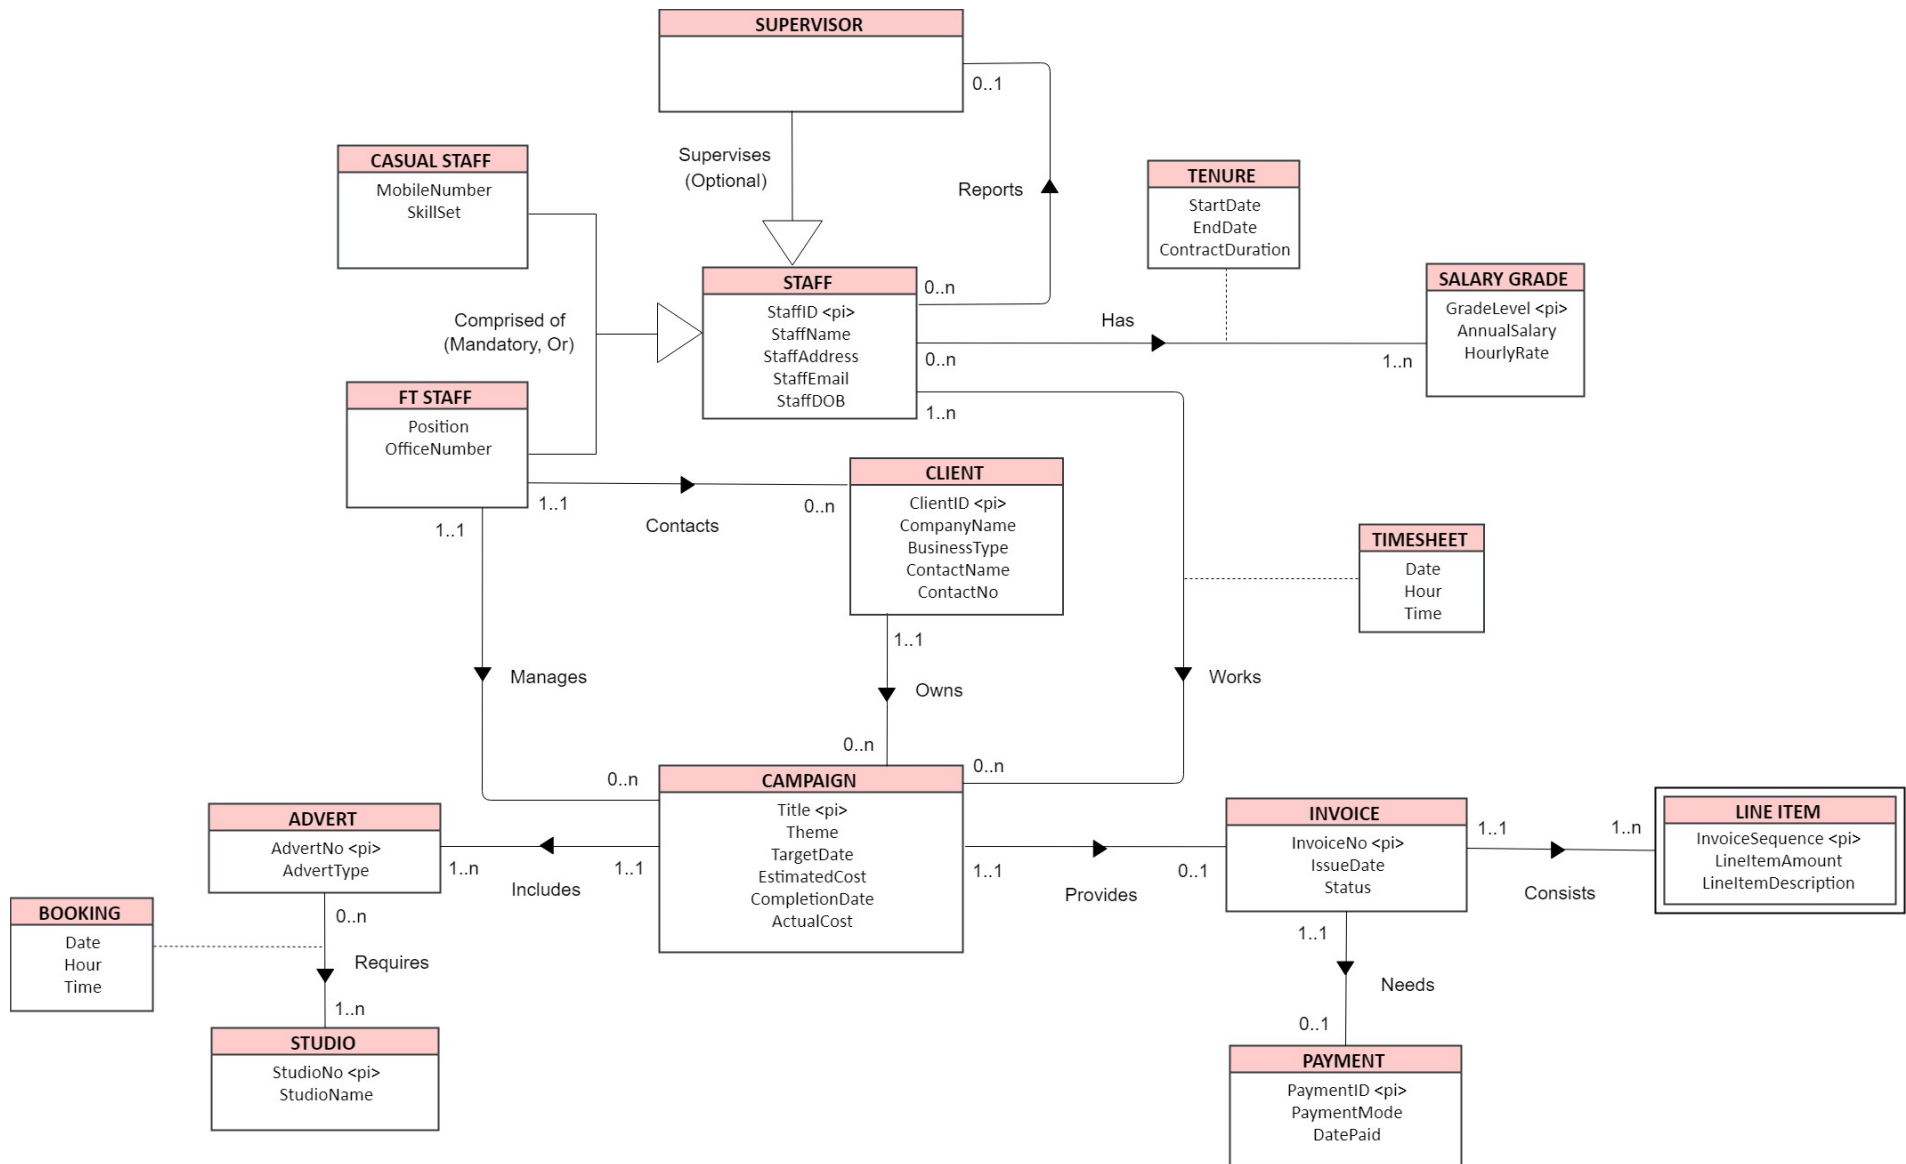 SUPERVISOR
0..1
Supervises
(Optional)
Reports
CASUAL STAFF
MobileNumber
SkillSet
TENURE
StartDate
EndDate
ContractDuration
STAFF
StaffID <pi>
StaffName
StaffAddress
StaffEmail
StaffDOB
0..n
Has
0..n
1..n
1..n
SALARY GRADE
GradeLevel <pi>
AnnualSalary
HourlyRate
Comprised of
(Mandatory, Or)
FT STAFF
Position
OfficeNumber
1..1
Contacts
0..n
1..1
CLIENT
ClientID <pi>
CompanyName
BusinessType
ContactName
ContactNo
TIMESHEET
Date
Hour
Time
1..1
Manages
Owns
Works
0..n
0..n
0..n
CAMPAIGN
Title <pi>
Theme
TargetDate
EstimatedCost
CompletionDate
ActualCost
ADVERT
AdvertNo <pi>
AdvertType
1..n
Includes
1..1
1..1
Provides
0..1
INVOICE
InvoiceNo <pi>
IssueDate
Status
1..1
Consists
1..n
LINE ITEM
InvoiceSequence <pi>
LineItemAmount
LineItemDescription
BOOKING
Date
Hour
Time
0..n
Requires
1..n
STUDIO
StudioNo <pi>
StudioName
1..1
Needs
0..1
PAYMENT
PaymentID <pi>
PaymentMode
DatePaid